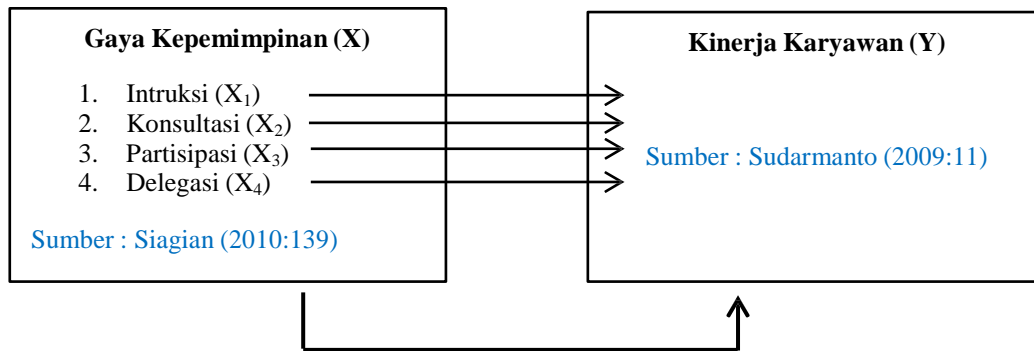 Gaya Kepemimpinan (X)
1. Intruksi (X₁)
2. Konsultasi (X₂)
3. Partisipasi (X₃)
4. Delegasi (X₄)
Sumber : Siagian (2010:139)
Kinerja Karyawan (Y)
Sumber : Sudarmanto (2009:11)